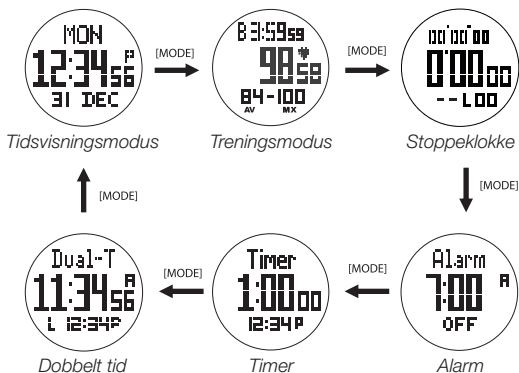 MON
12:34 56 P
31 DEC
Tidsvisningsmodus
[MODE]
B 3:59 59
98 59
84-100
AV MX
Treningsmodus
[MODE]
00'00'00
0'00 00
--L00
Stoppeklokke
[MODE]
Alarm
7:00 A
OFF
Alarm
[MODE]
Timer
1:00 00
12:34 P
Timer
[MODE]
Dual-T
11:34 56 A
L 12:34P
Dobbelt tid
[MODE]